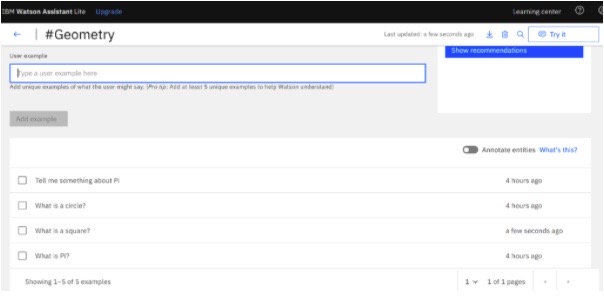 IBM Watson Assistant Lite Upgrade Learning center
#Geometry Last updated: a few seconds ago Try it
User example Show recommendations
Type a user example here
Add unique examples of what the user might say. (Pro tip: Add at least 5 unique examples to help Watson understand)
Add example
Annotate entities What's this?
Tell me something about Pi 4 hours ago
What is a circle? 4 hours ago
What is a square? a few seconds ago
What is PI? 4 hours ago
Showing 1–5 of 5 examples 1 1 of 1 pages